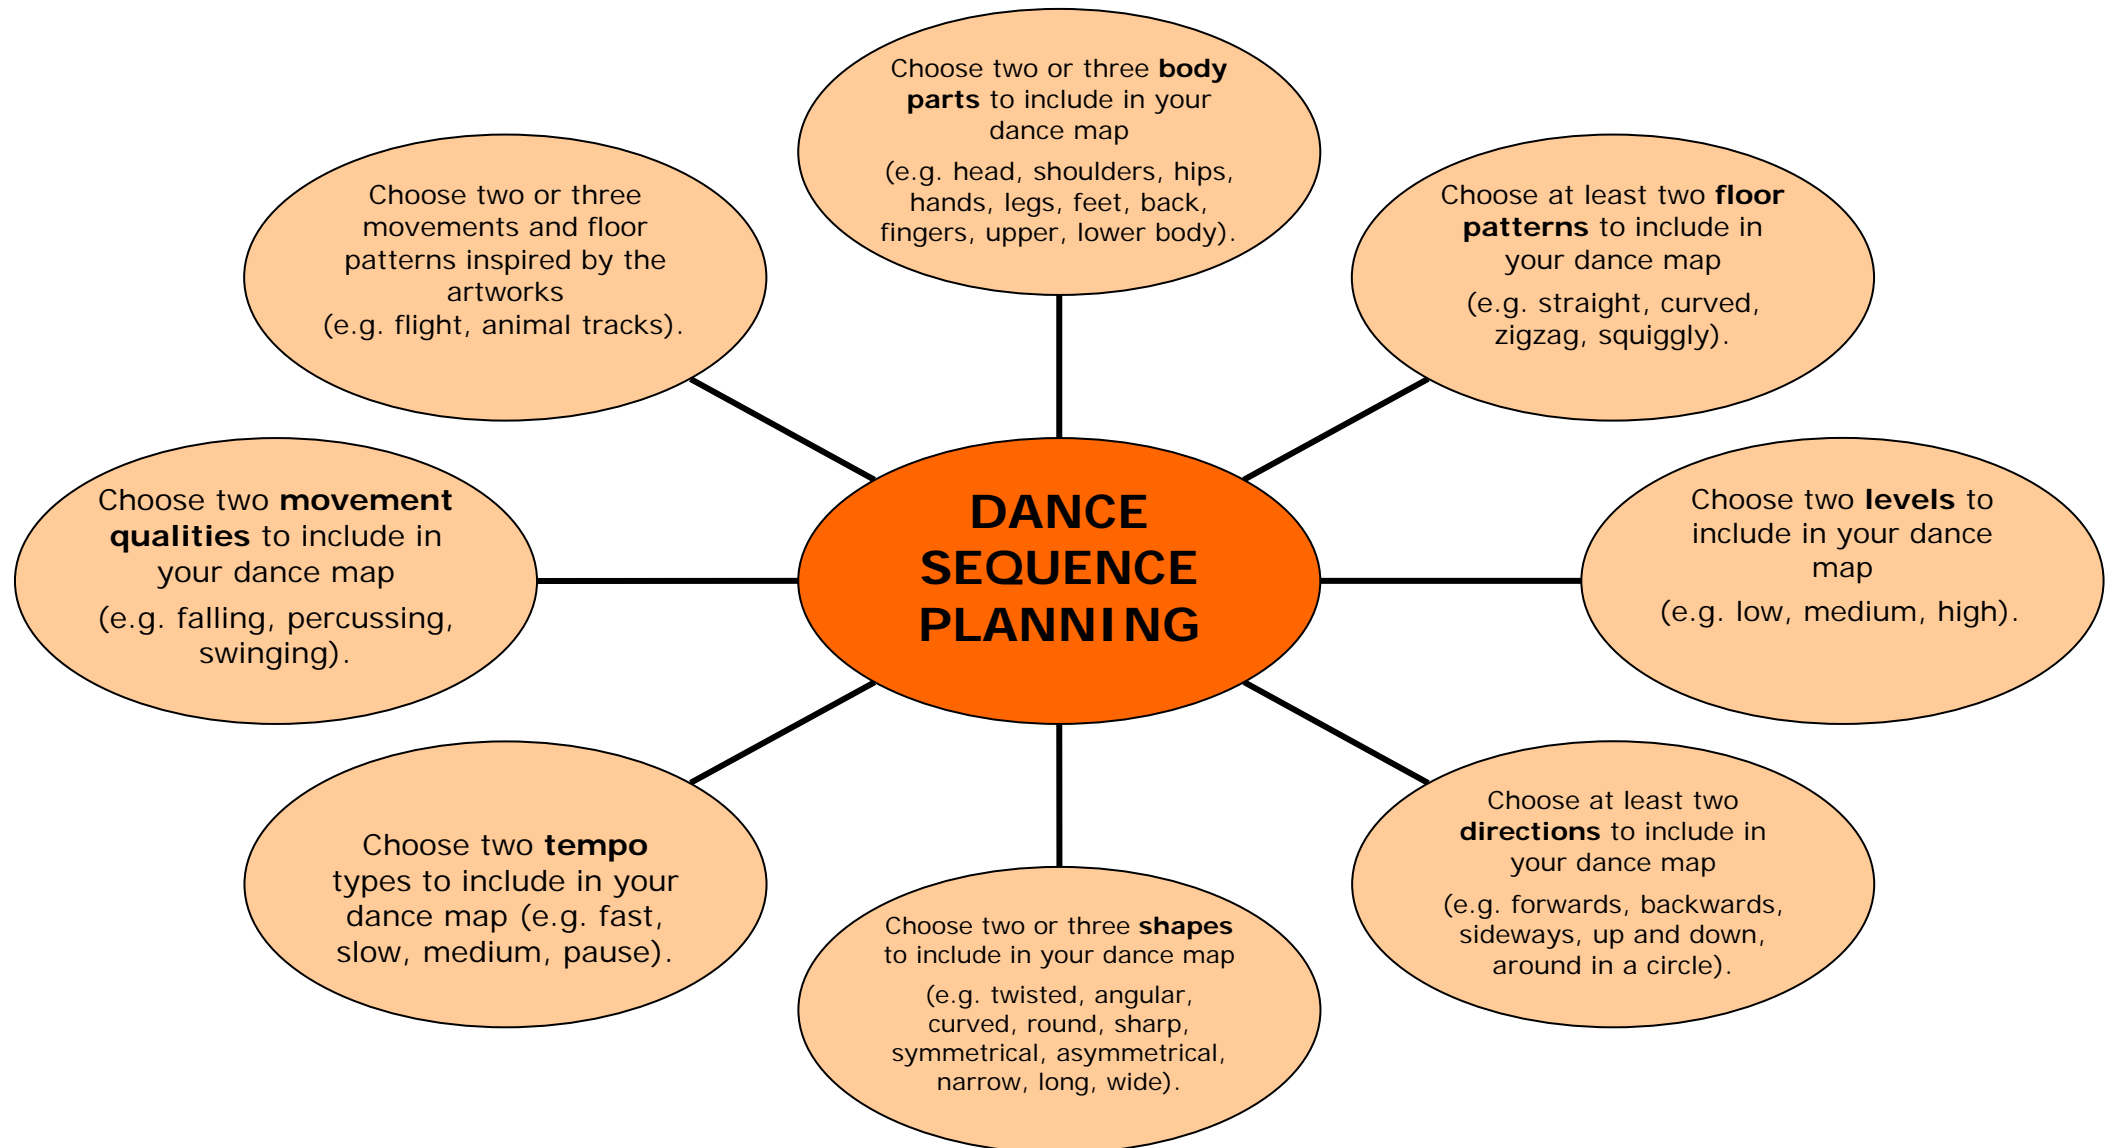 Choose two or three body
parts to include in your
dance map
(e.g. head, shoulders, hips,
hands, legs, feet, back,
fingers, upper, lower body).
Choose two or three
movements and floor
patterns inspired by the
artworks
(e.g. flight, animal tracks).
Choose at least two floor
patterns to include in
your dance map
(e.g. straight, curved,
zigzag, squiggly).
Choose two movement
qualities to include in
your dance map
(e.g. falling, percussing,
swinging).
DANCE
SEQUENCE
PLANNING
Choose two levels to
include in your dance
map
(e.g. low, medium, high).
Choose two tempo
types to include in your
dance map (e.g. fast,
slow, medium, pause).
Choose two or three shapes
to include in your dance map
(e.g. twisted, angular,
curved, round, sharp,
symmetrical, asymmetrical,
narrow, long, wide).
Choose at least two
directions to include in
your dance map
(e.g. forwards, backwards,
sideways, up and down,
around in a circle).